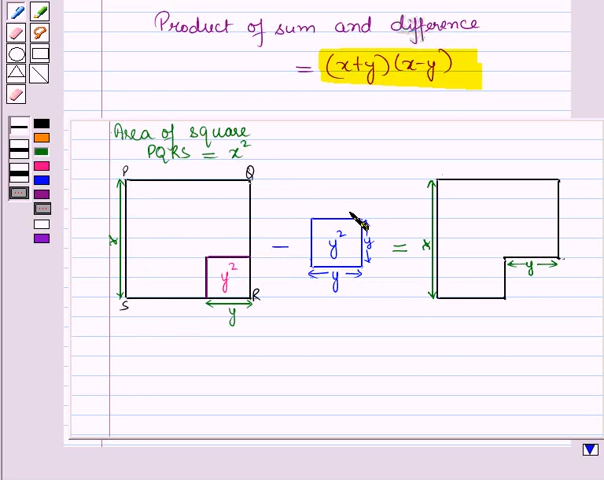 Product of sum and difference
= (x+y)(x-y)
Area of square
PQRS = x²
P Q
x y² - y² y = x y
y y
S R